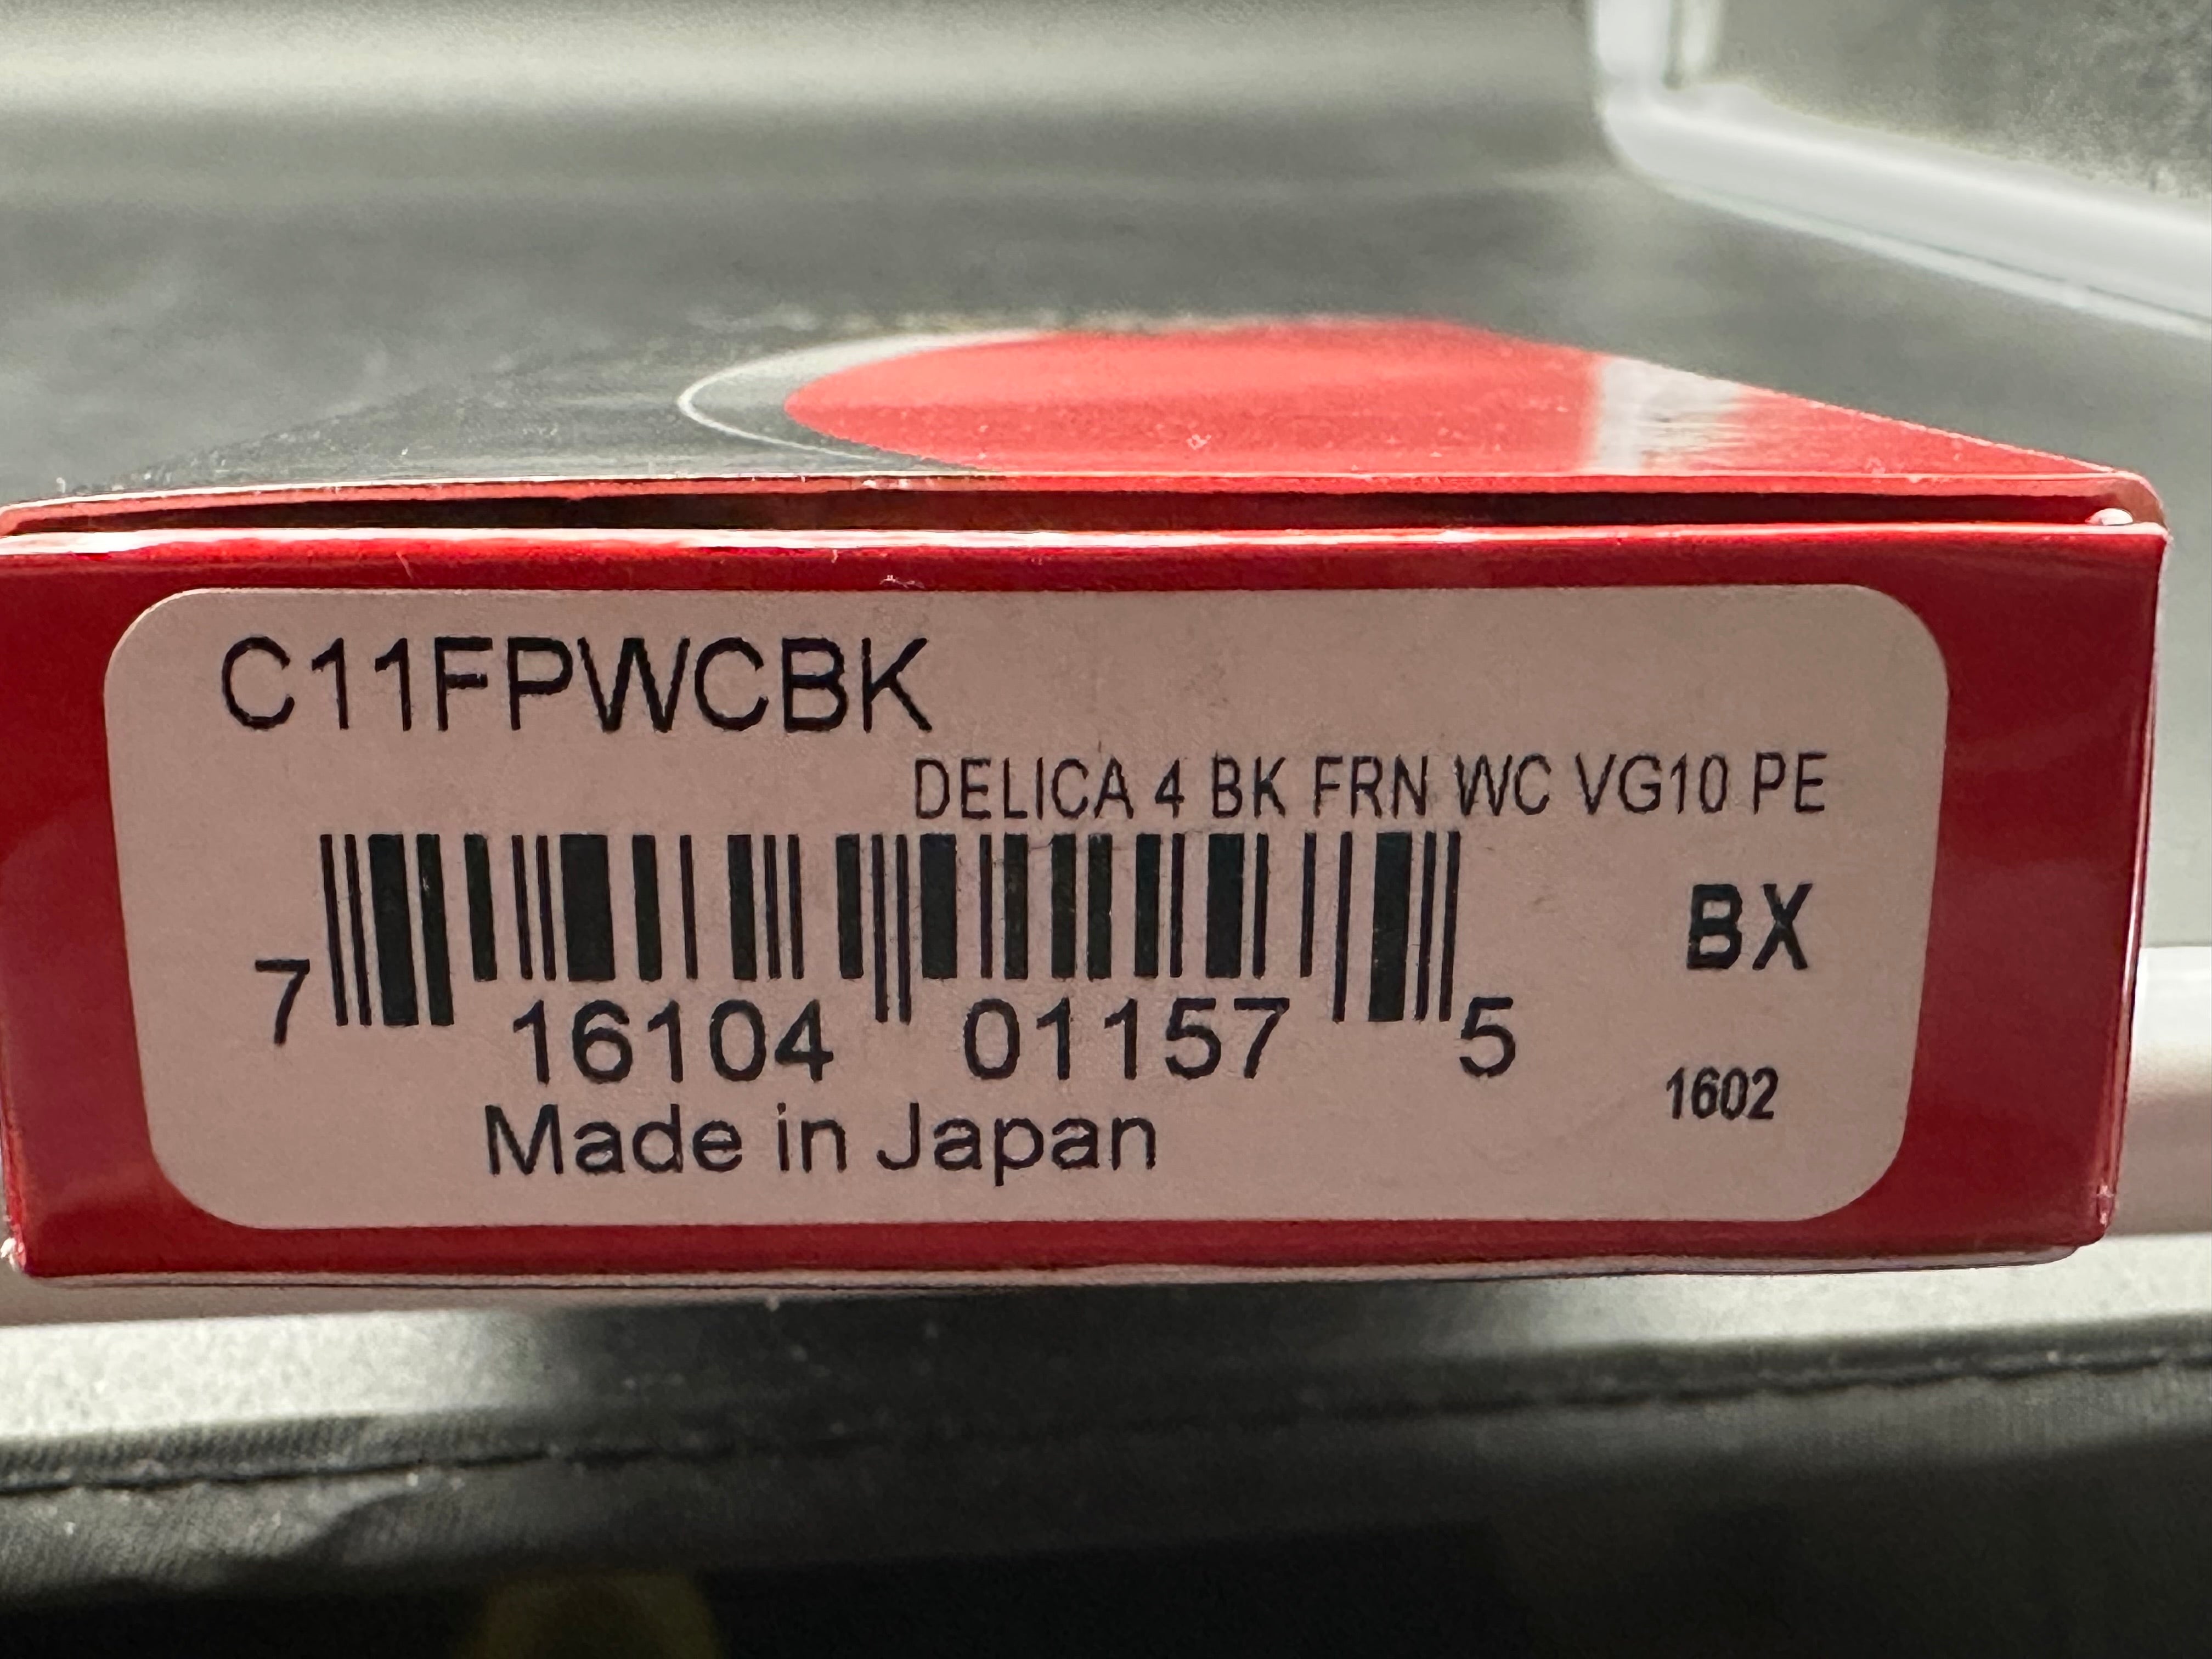 C11FPWCBK
DELICA 4 BK FRN WC VG10 PE
BX
7 16104 01157 5
1602
Made in Japan